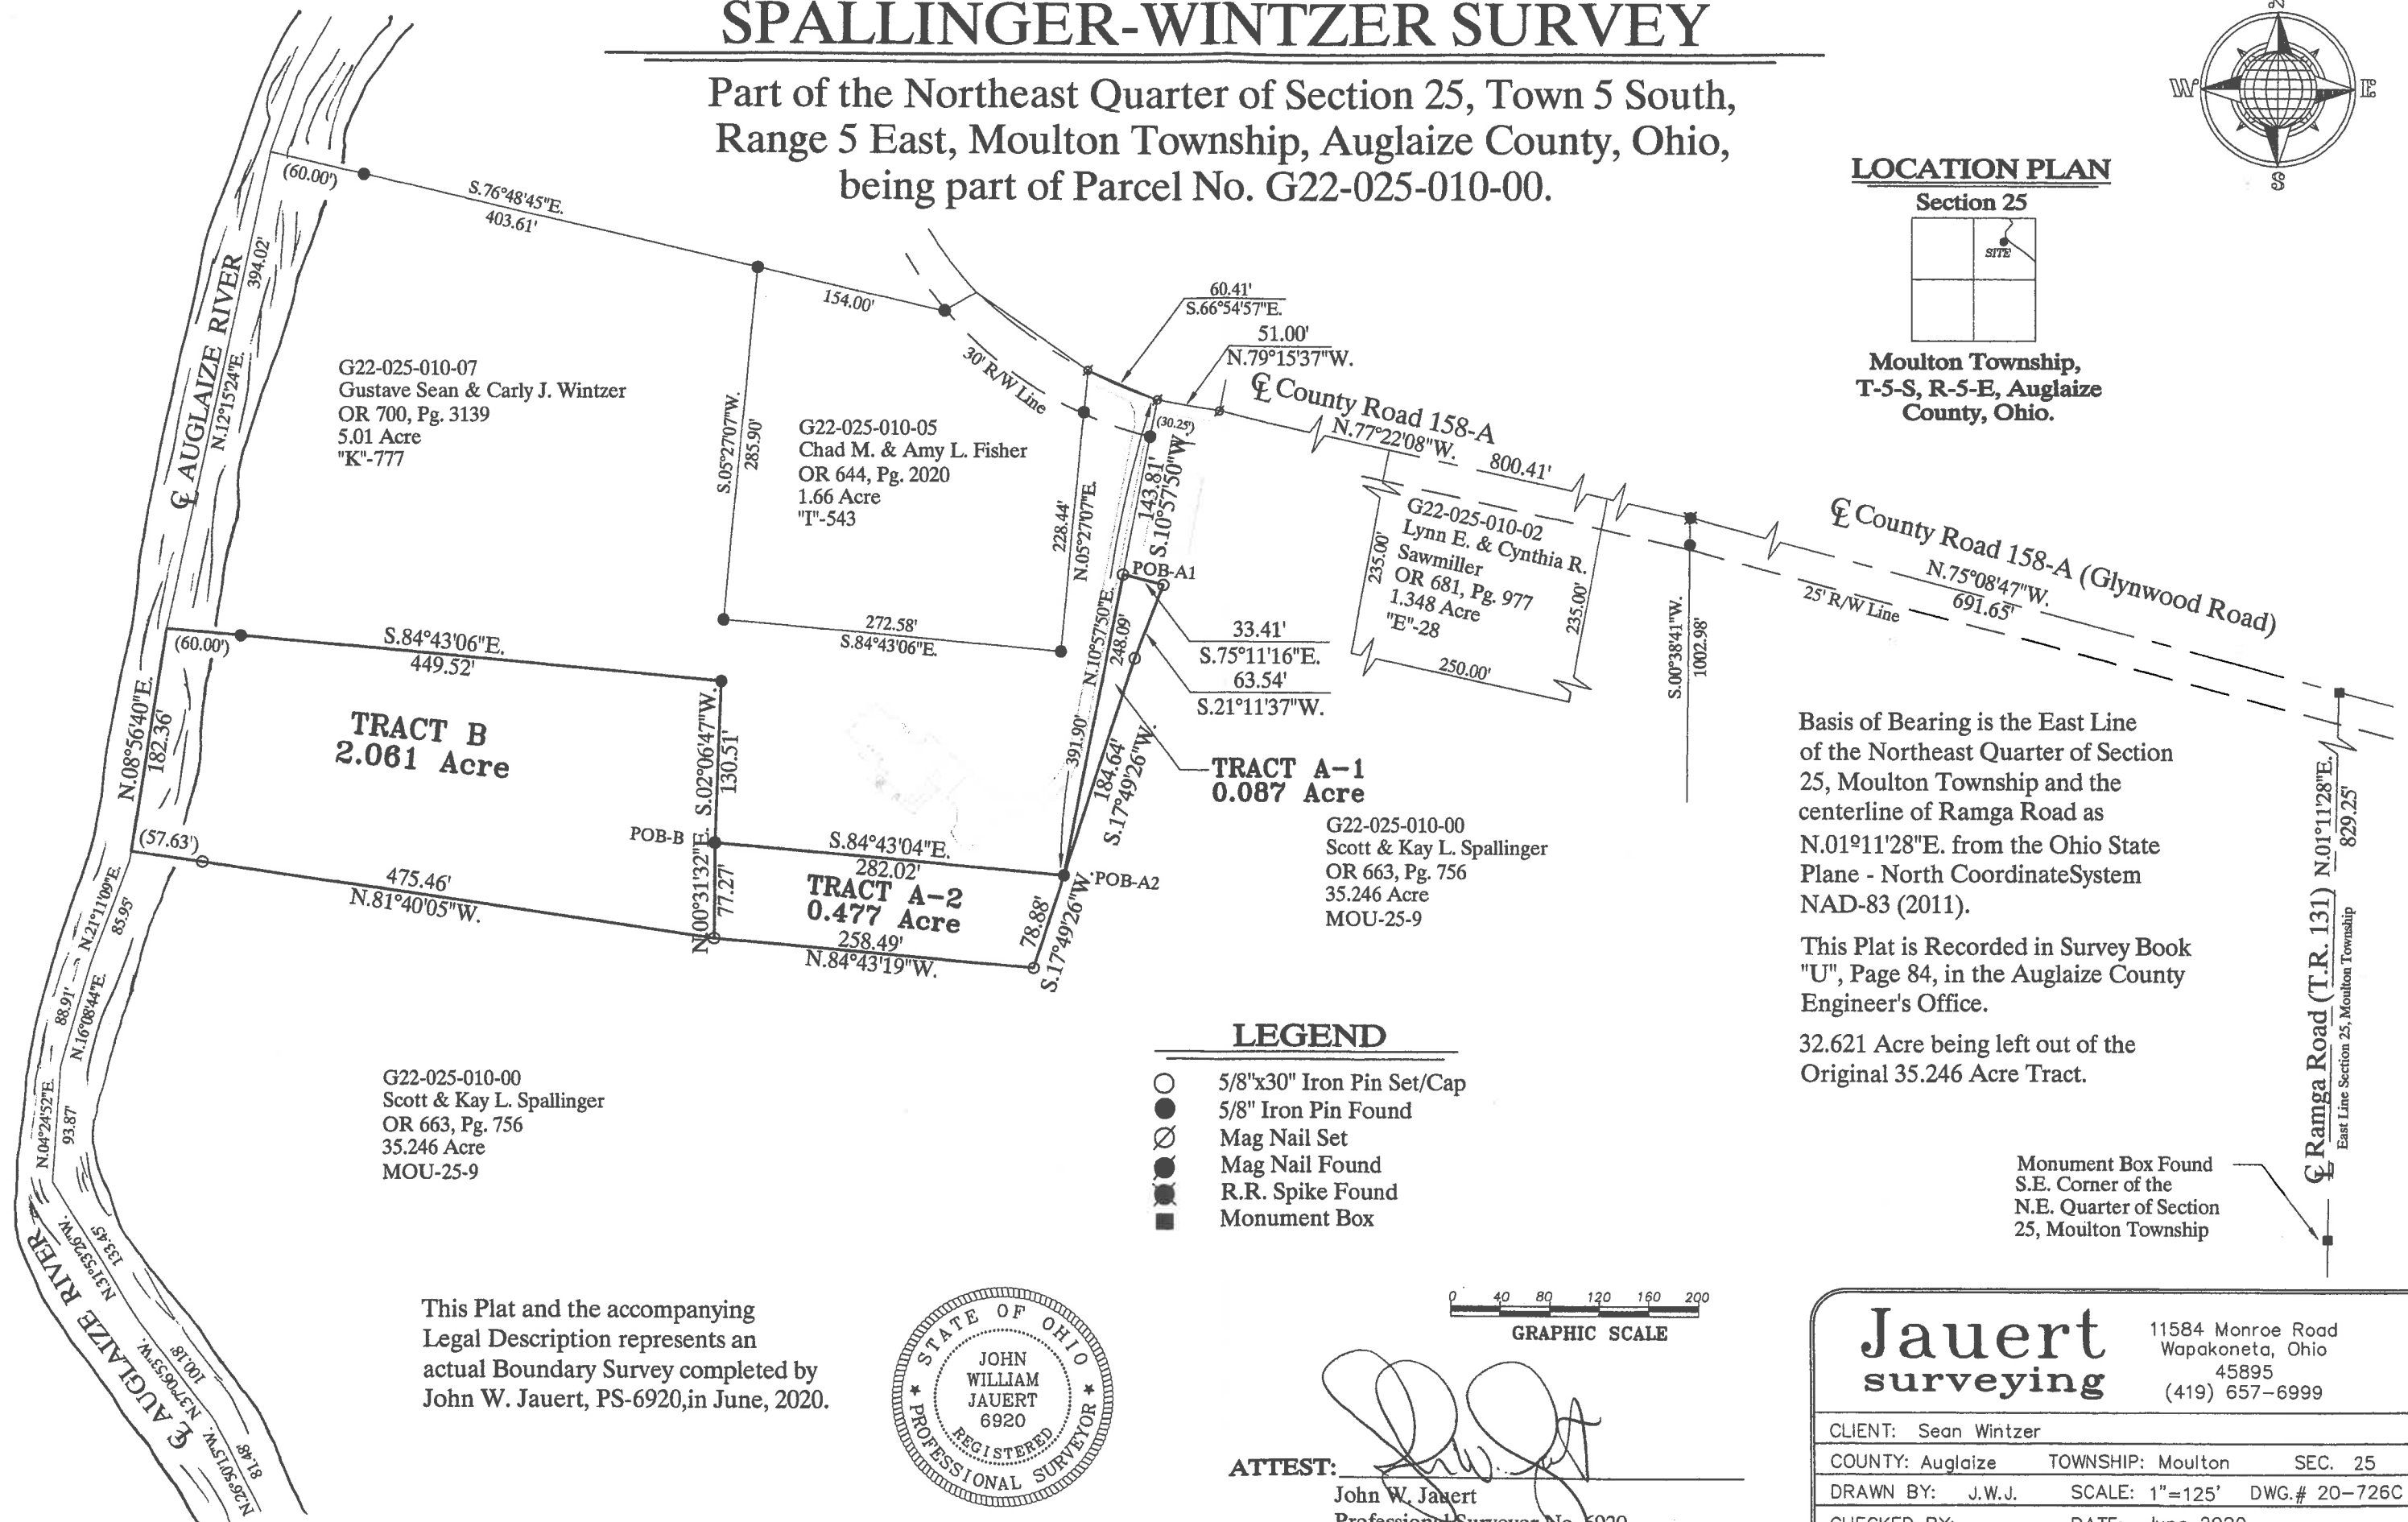 SPALLINGER-WINTZER SURVEY
Part of the Northeast Quarter of Section 25, Town 5 South,
Range 5 East, Moulton Township, Auglaize County, Ohio,
being part of Parcel No. G22-025-010-00.
W
E
S
LOCATION PLAN
Section 25
SITE
Moulton Township,
T-5-S, R-5-E, Auglaize
County, Ohio.
(60.00')
S.76°48'45"E.
403.61'
154.00'
℄ AUGLAIZE RIVER
394.02'
N.12°15'24"E.
G22-025-010-07
Gustave Sean & Carly J. Wintzer
OR 700, Pg. 3139
5.01 Acre
"K"-777
S.05°27'07"W.
285.90'
G22-025-010-05
Chad M. & Amy L. Fisher
OR 644, Pg. 2020
1.66 Acre
"I"-543
30' R/W Line
60.41'
S.66°54'57"E.
51.00'
N.79°15'37"W.
℄ County Road 158-A
N.77°22'08"W.
800.41'
(30.25')
143.81'
S.10°57'50"W.
228.44'
N.05°27'07"E.
POB-A1
272.58'
S.84°43'06"E.
N.10°57'50"E.
248.09'
391.90'
33.41'
S.75°11'16"E.
63.54'
S.21°11'37"W.
G22-025-010-02
Lynn E. & Cynthia R.
Sawmiller
OR 681, Pg. 977
1.348 Acre
"E"-28
235.00'
235.00'
250.00'
S.00°38'41"W.
1002.98'
℄ County Road 158-A (Glynwood Road)
N.75°08'47"W.
691.65'
25' R/W Line
(60.00')
S.84°43'06"E.
449.52'
N.08°56'40"E.
182.36'
TRACT B
2.061 Acre
S.02°06'47"W.
130.51'
POB-B
(57.63')
475.46'
N.81°40'05"W.
N.00°31'32"E.
77.27'
S.84°43'04"E.
282.02'
TRACT A-2
0.477 Acre
258.49'
N.84°43'19"W.
POB-A2
78.88'
S.17°49'26"W.
184.64'
S.17°49'26"W.
TRACT A-1
0.087 Acre
G22-025-010-00
Scott & Kay L. Spallinger
OR 663, Pg. 756
35.246 Acre
MOU-25-9
Basis of Bearing is the East Line
of the Northeast Quarter of Section
25, Moulton Township and the
centerline of Ramga Road as
N.01º11'28"E. from the Ohio State
Plane - North CoordinateSystem
NAD-83 (2011).
This Plat is Recorded in Survey Book
"U", Page 84, in the Auglaize County
Engineer's Office.
32.621 Acre being left out of the
Original 35.246 Acre Tract.
℄ Ramga Road (T.R. 131) N.01°11'28"E.
829.25'
East Line Section 25, Moulton Township
Monument Box Found
S.E. Corner of the
N.E. Quarter of Section
25, Moulton Township
N.21°11'09"E.
85.95'
88.91'
N.16°08'44"E.
N.04°24'52"E.
93.87'
N.31°53'26"W.
133.45'
N.37°06'53"W.
100.18'
N.26°50'15"W.
81.48'
℄ AUGLAIZE RIVER
G22-025-010-00
Scott & Kay L. Spallinger
OR 663, Pg. 756
35.246 Acre
MOU-25-9
LEGEND
5/8"x30" Iron Pin Set/Cap
5/8" Iron Pin Found
Mag Nail Set
Mag Nail Found
R.R. Spike Found
Monument Box
This Plat and the accompanying
Legal Description represents an
actual Boundary Survey completed by
John W. Jauert, PS-6920,in June, 2020.
STATE OF OHIO
JOHN
WILLIAM
JAUERT
6920
REGISTERED
PROFESSIONAL SURVEYOR
0 40 80 120 160 200
GRAPHIC SCALE
ATTEST:
John W. Jauert
Professional Surveyor No. 6920
Jauert
surveying
11584 Monroe Road
Wapakoneta, Ohio
45895
(419) 657-6999
CLIENT: Sean Wintzer
COUNTY: Auglaize TOWNSHIP: Moulton SEC. 25
DRAWN BY: J.W.J. SCALE: 1"=125' DWG.# 20-726C
CHECKED BY: DATE: June 2020